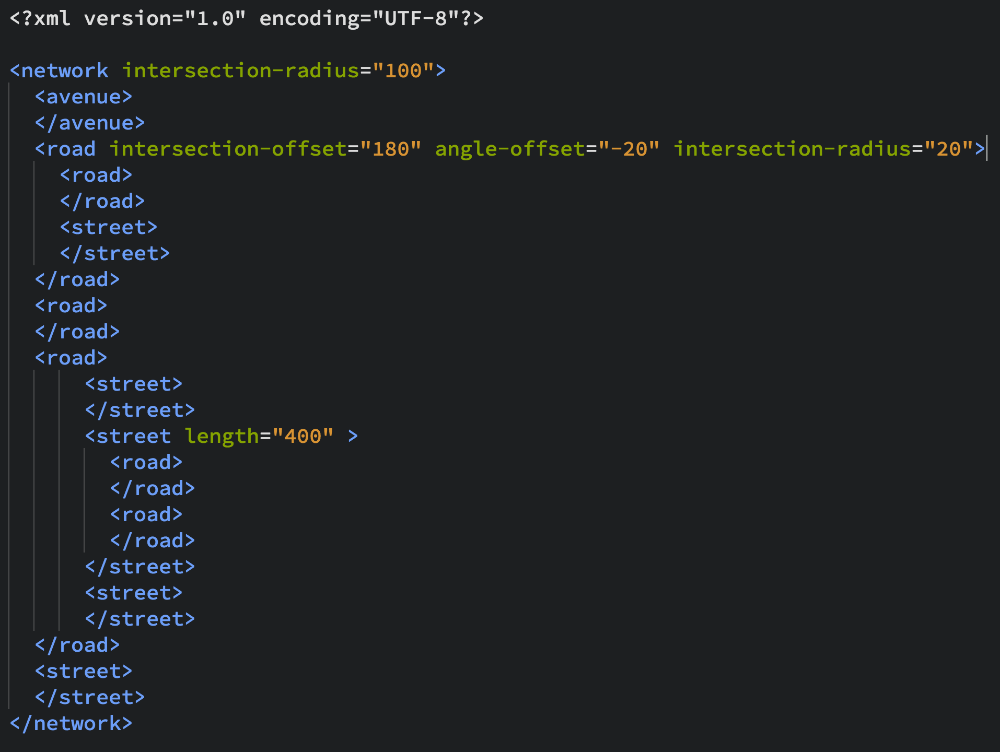 <?xml version="1.0" encoding="UTF-8"?>

<network intersection-radius="100">
  <avenue>
  </avenue>
  <road intersection-offset="180" angle-offset="-20" intersection-radius="20">
    <road>
    </road>
    <street>
    </street>
  </road>
  <road>
  </road>
  <road>
      <street>
      </street>
      <street length="400" >
        <road>
        </road>
        <road>
        </road>
      </street>
      <street>
      </street>
  </road>
  <street>
  </street>
</network>